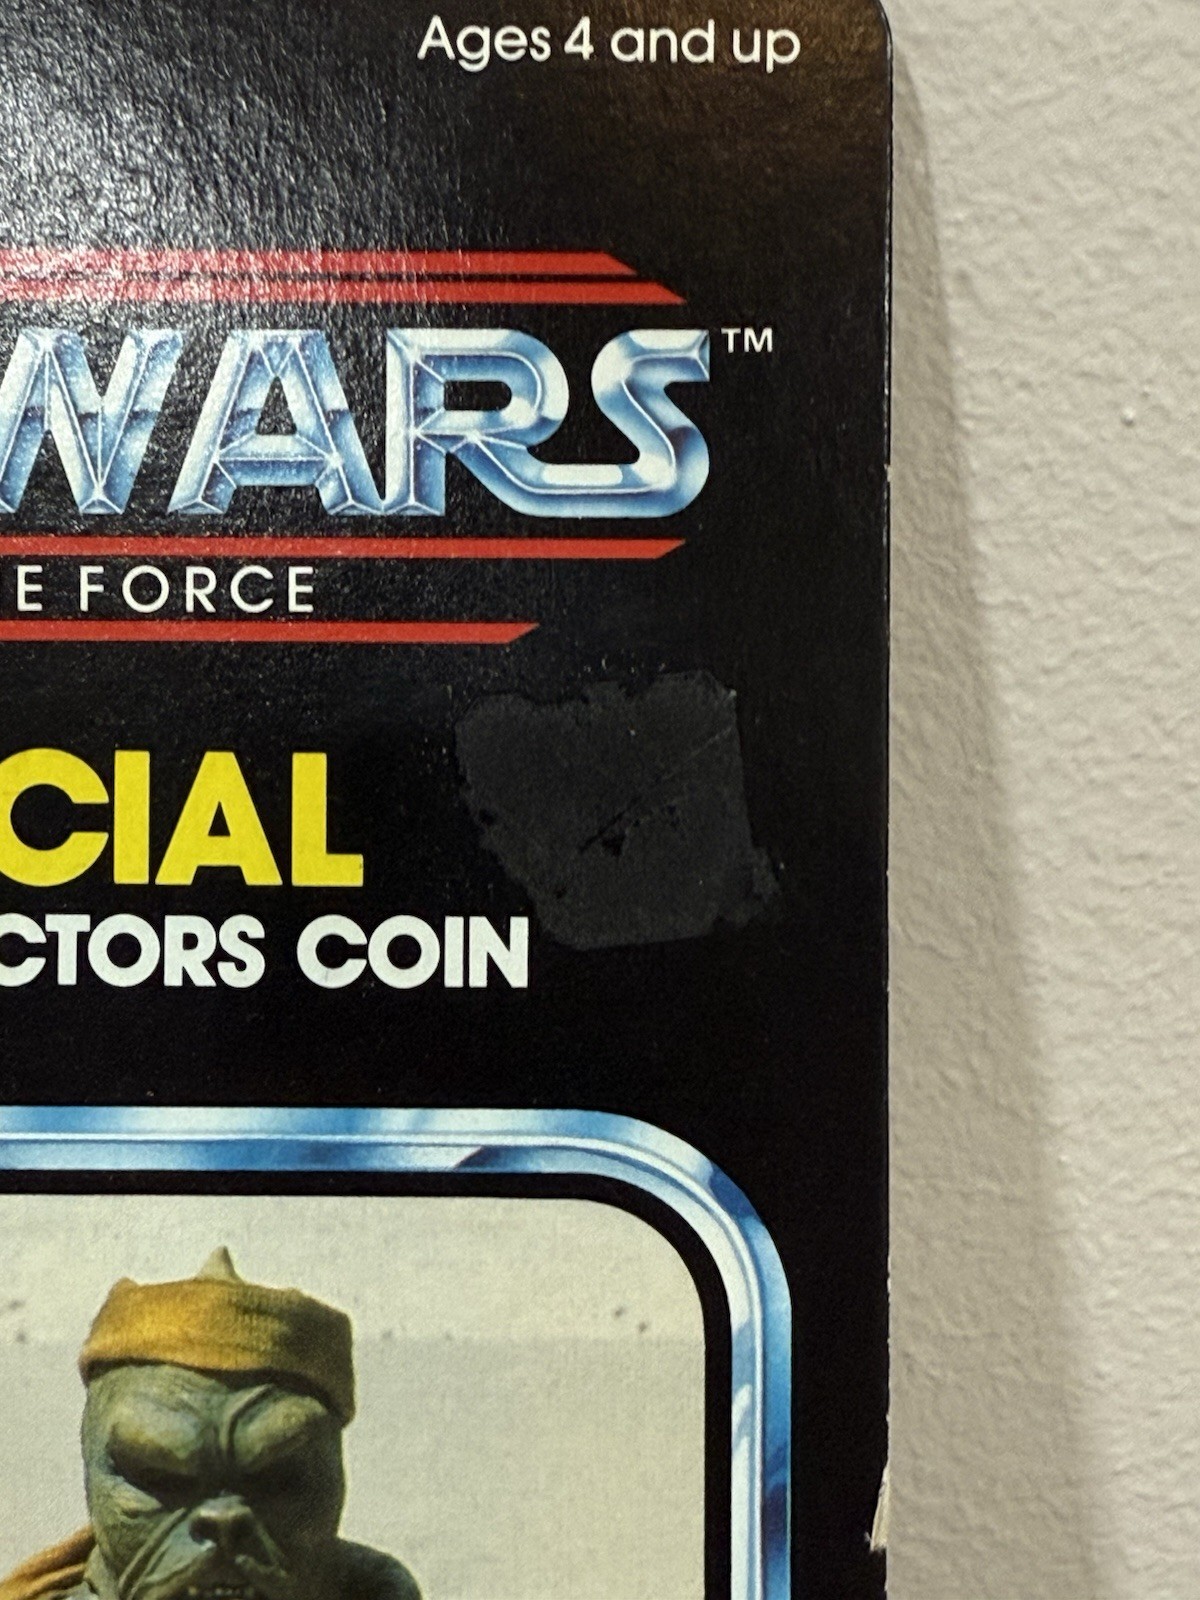 Ages 4 and up
WARS™
E FORCE
CIAL
CTORS COIN